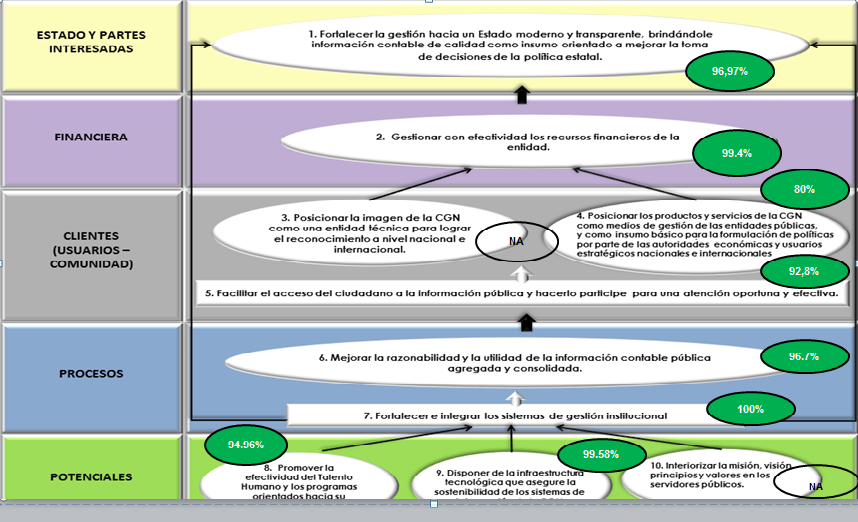 ESTADO Y PARTES
INTERESADAS
1. Fortalecer la gestión hacia un Estado moderno y transparente, brindándole
información contable de calidad como insumo orientado a mejorar la toma
de decisiones de la política estatal.
96,97%
FINANCIERA
2. Gestionar con efectividad los recursos financieros de la
entidad.
99.4%
80%
CLIENTES
(USUARIOS –
COMUNIDAD)
3. Posicionar la imagen de la CGN
como una entidad técnica para lograr
el reconocimiento a nivel nacional e
internacional.
NA
4. Posicionar los productos y servicios de la CGN
como medios de gestión de las entidades públicas,
y como insumo básico para la formulación de políticas
por parte de las autoridades económicas y usuarios
estratégicos nacionales e internacionales
92,8%
5. Facilitar el acceso del ciudadano a la información pública y hacerlo participe para una atención oportuna y efectiva.
PROCESOS
6. Mejorar la razonabilidad y la utilidad de la información contable pública
agregada y consolidada.
96.7%
7. Fortalecer e integrar los sistemas de gestión institucional
100%
POTENCIALES
94.96%
8. Promover la
efectividad del Talento
Humano y los programas
orientados hacia su
99.58%
9. Disponer de la infraestructura
tecnológica que asegure la
sostenibilidad de los sistemas de
10. Interiorizar la misión, visión,
principios y valores en los
servidores públicos.
NA